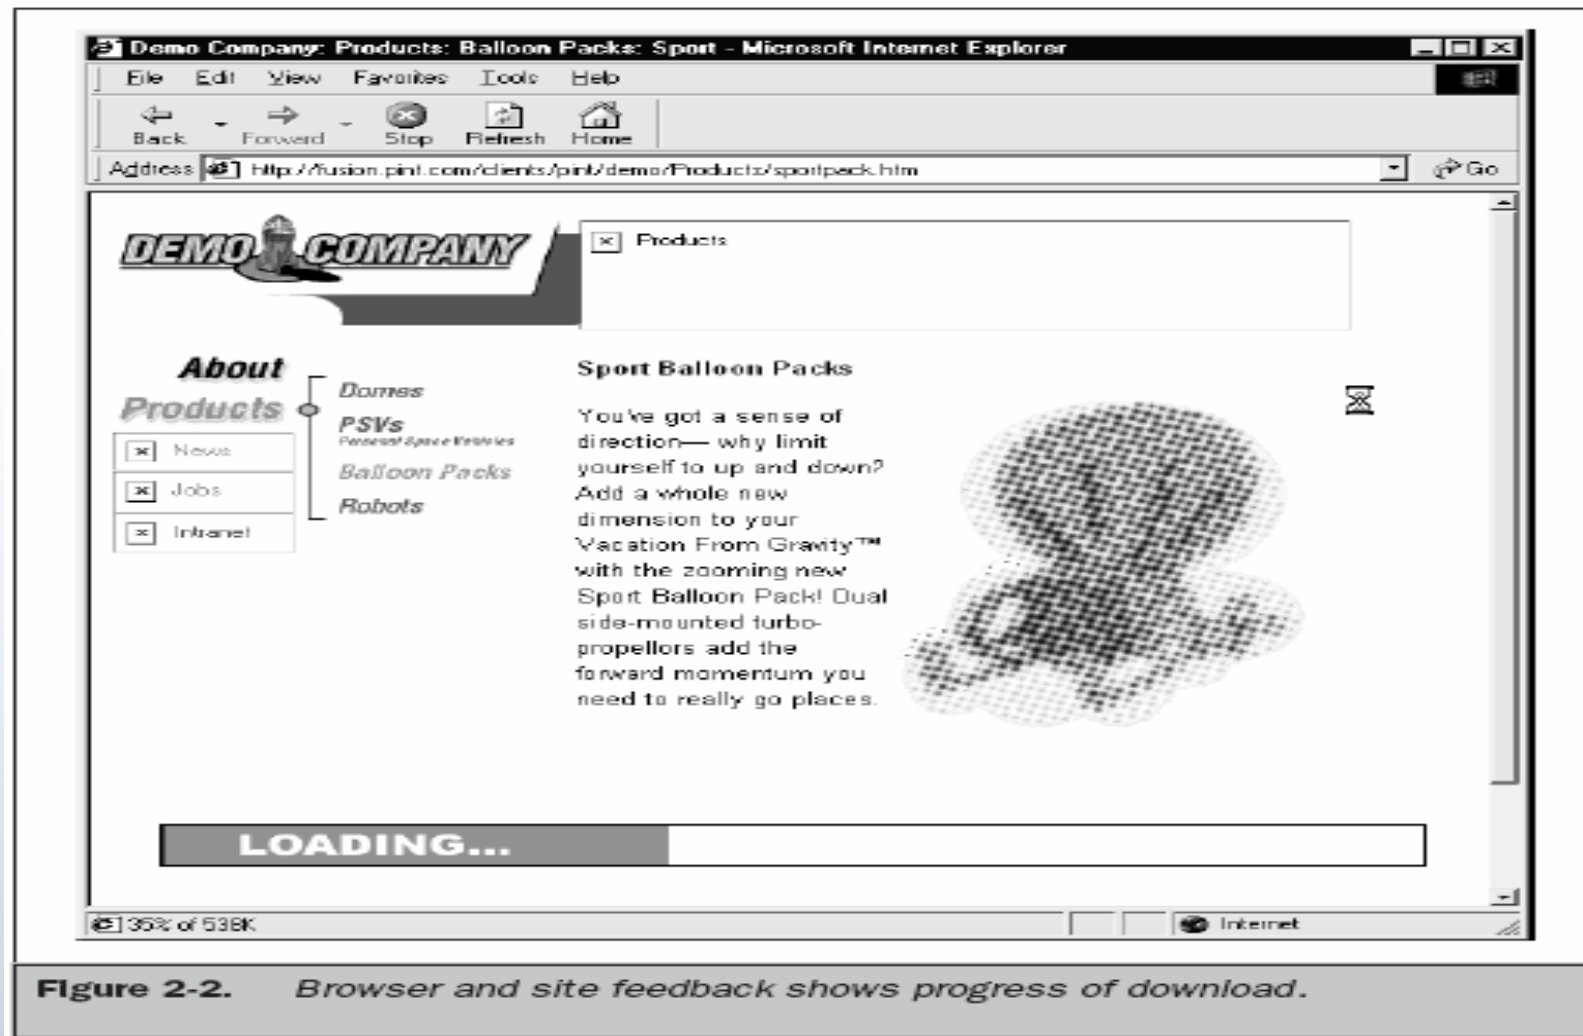 Demo Company: Products: Balloon Packs: Sport - Microsoft Internet Explorer
File Edit View Favorites Tools Help
Back Forward Stop Refresh Home
Address http://fusion.pint.com/clients/pint/demo/Products/sportpack.htm Go
DEMO COMPANY
Products
About
Products
News
Jobs
Intranet
Domes
PSVs
Personal Space Vehicles
Balloon Packs
Robots
Sport Balloon Packs
You've got a sense of
direction— why limit
yourself to up and down?
Add a whole new
dimension to your
Vacation From Gravity™
with the zooming new
Sport Balloon Pack! Dual
side-mounted turbo-
propellors add the
forward momentum you
need to really go places.
LOADING...
35% of 538K Internet
Figure 2-2. Browser and site feedback shows progress of download.